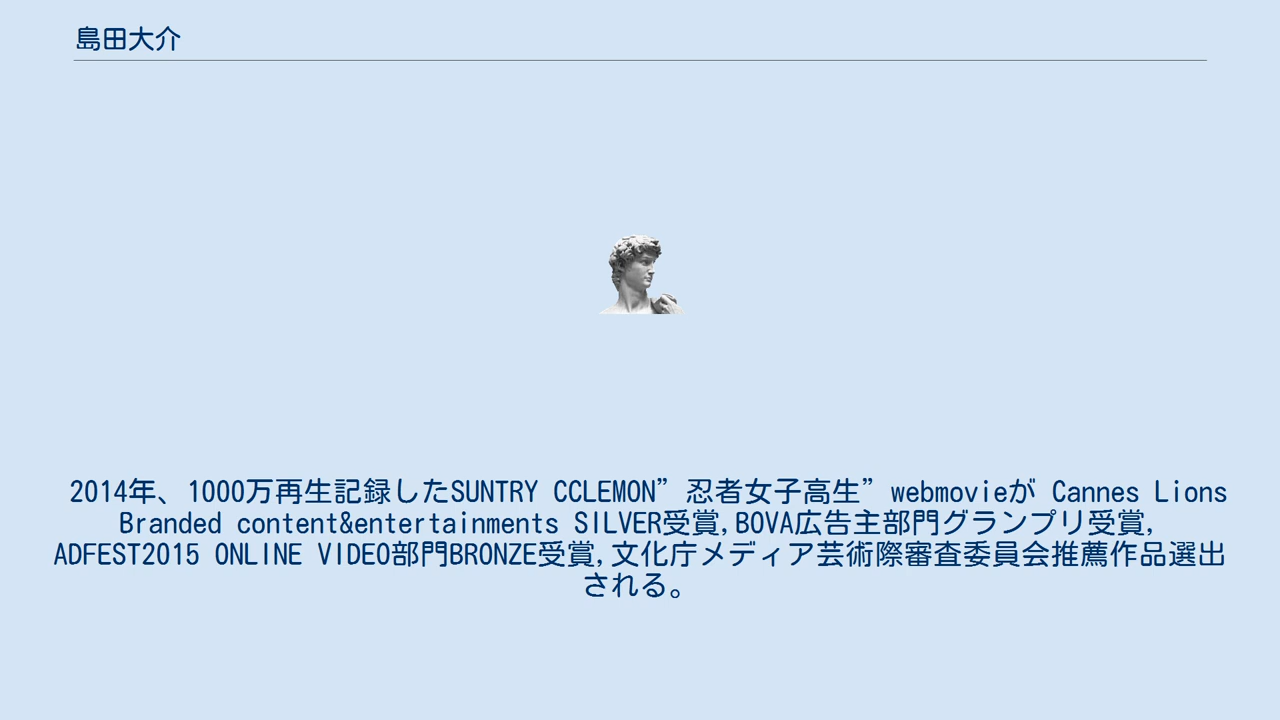 島田大介
2014年、1000万再生記録したSUNTRY CCLEMON”忍者女子高生”webmovieが Cannes Lions
Branded content&entertainments SILVER受賞,BOVA広告主部門グランプリ受賞,
ADFEST2015 ONLINE VIDEO部門BRONZE受賞,文化庁メディア芸術際審査委員会推薦作品選出
される。